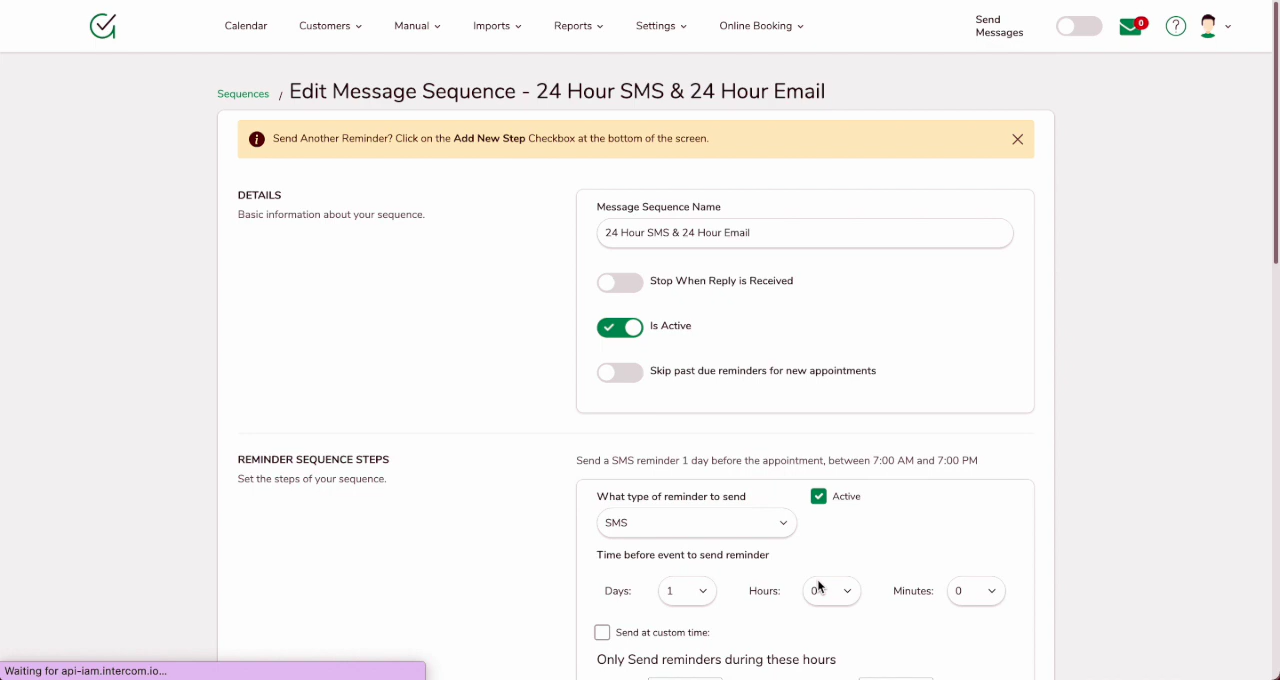 Calendar Customers Manual Imports Reports Settings Online Booking Send Messages 0 ?
Sequences / Edit Message Sequence - 24 Hour SMS & 24 Hour Email
Send Another Reminder? Click on the Add New Step Checkbox at the bottom of the screen.
DETAILS
Basic information about your sequence.
Message Sequence Name
24 Hour SMS & 24 Hour Email
Stop When Reply is Received
Is Active
Skip past due reminders for new appointments
REMINDER SEQUENCE STEPS
Set the steps of your sequence.
Send a SMS reminder 1 day before the appointment, between 7:00 AM and 7:00 PM
What type of reminder to send
Active
SMS
Time before event to send reminder
Days: 1 Hours: 0 Minutes: 0
Send at custom time:
Only Send reminders during these hours
Waiting for api-iam.intercom.io...